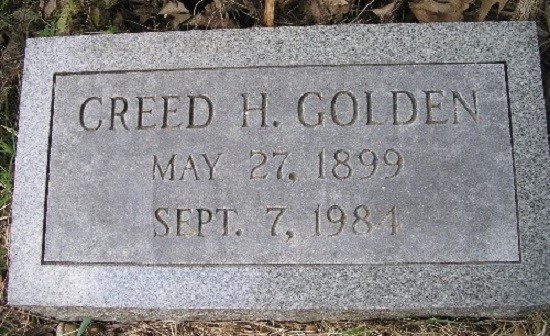 CREED H. GOLDEN
MAY 27, 1899
SEPT. 7, 1984